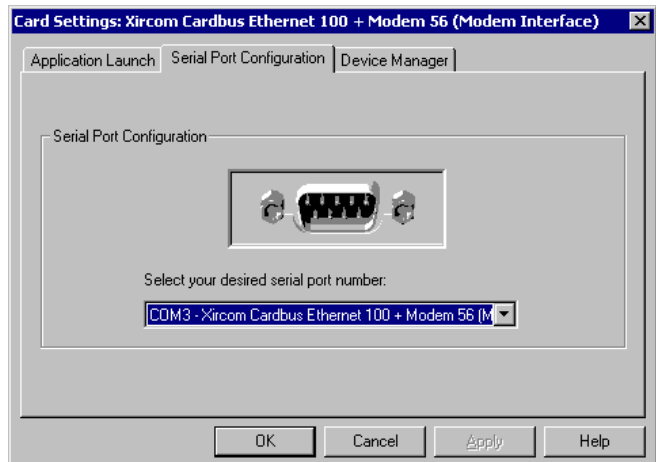 Card Settings: Xircom Cardbus Ethernet 100 + Modem 56 (Modem Interface)
Application Launch Serial Port Configuration Device Manager
Serial Port Configuration
Select your desired serial port number:
COM3 - Xircom Cardbus Ethernet 100 + Modem 56 (M
OK Cancel Apply Help